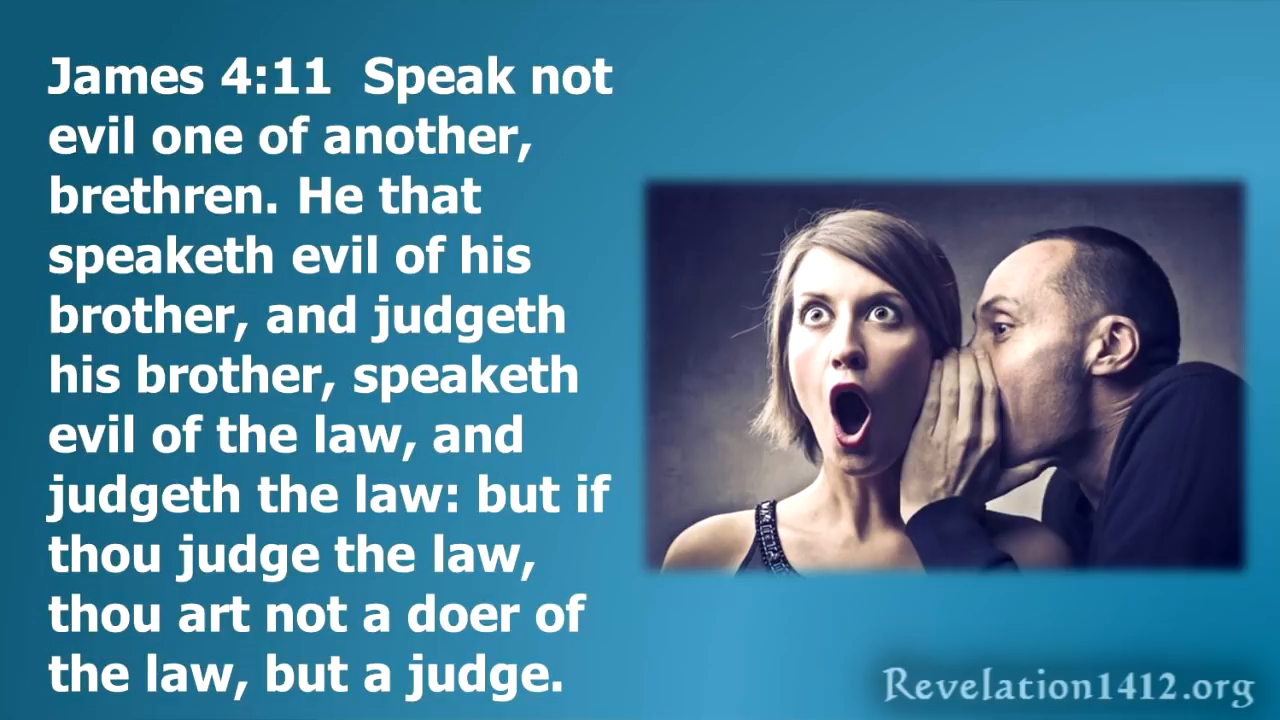 James 4:11  Speak not
evil one of another,
brethren. He that
speaketh evil of his
brother, and judgeth
his brother, speaketh
evil of the law, and
judgeth the law: but if
thou judge the law,
thou art not a doer of
the law, but a judge.
Revelation1412.org